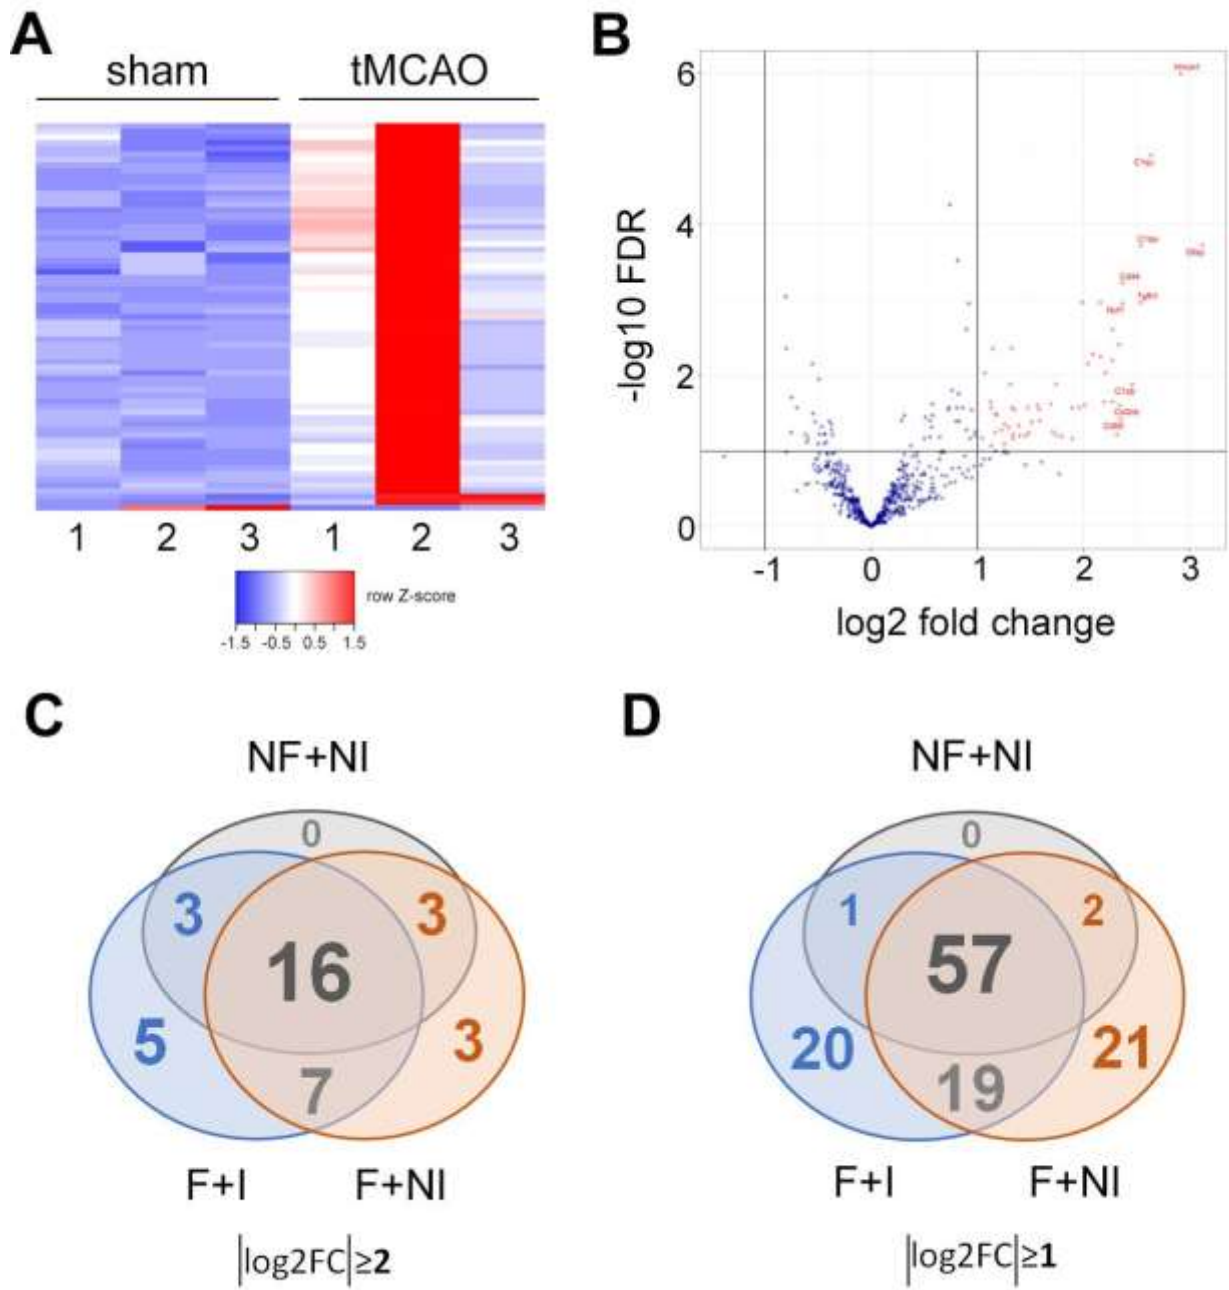 A
sham tMCAO
1 2 3 1 2 3
row Z-score
-1.5 -0.5 0.5 1.5
B
-log10 FDR
6
4
2
0
-1 0 1 2 3
log2 fold change
C
NF+NI
0
3 3
16
5 3
7
F+I F+NI
|log2FC|≥2
D
NF+NI
0
1 2
57
20 21
19
F+I F+NI
|log2FC|≥1